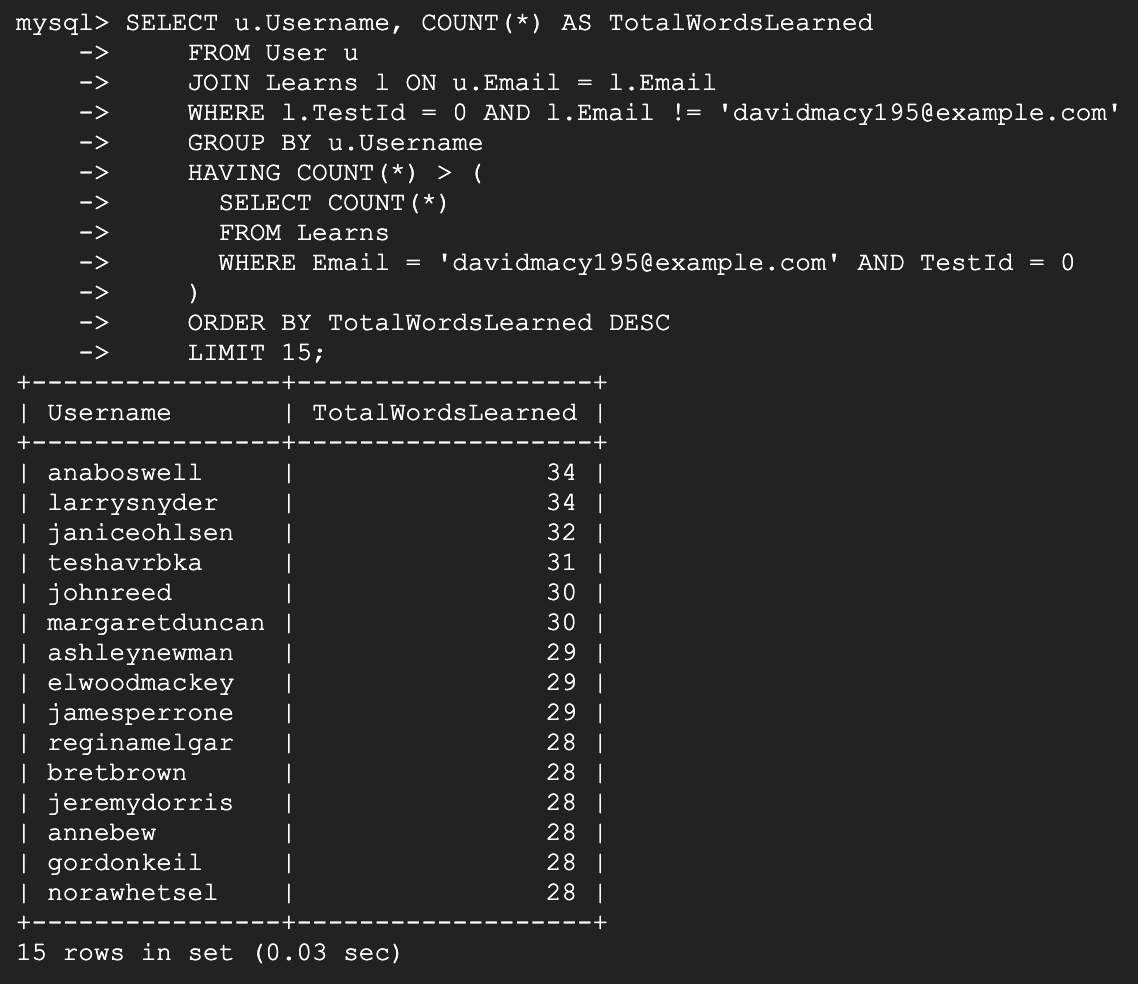 mysql> SELECT u.Username, COUNT(*) AS TotalWordsLearned
    ->     FROM User u
    ->     JOIN Learns l ON u.Email = l.Email
    ->     WHERE l.TestId = 0 AND l.Email != 'davidmacy195@example.com'
    ->     GROUP BY u.Username
    ->     HAVING COUNT(*) > (
    ->       SELECT COUNT(*)
    ->       FROM Learns
    ->       WHERE Email = 'davidmacy195@example.com' AND TestId = 0
    ->     )
    ->     ORDER BY TotalWordsLearned DESC
    ->     LIMIT 15;
+----------------+-------------------+
| Username       | TotalWordsLearned |
+----------------+-------------------+
| anaboswell     |                34 |
| larrysnyder    |                34 |
| janiceohlsen   |                32 |
| teshavrbka     |                31 |
| johnreed       |                30 |
| margaretduncan |                30 |
| ashleynewman   |                29 |
| elwoodmackey   |                29 |
| jamesperrone   |                29 |
| reginamelgar   |                28 |
| bretbrown      |                28 |
| jeremydorris   |                28 |
| annebew        |                28 |
| gordonkeil     |                28 |
| norawhetsel    |                28 |
+----------------+-------------------+
15 rows in set (0.03 sec)